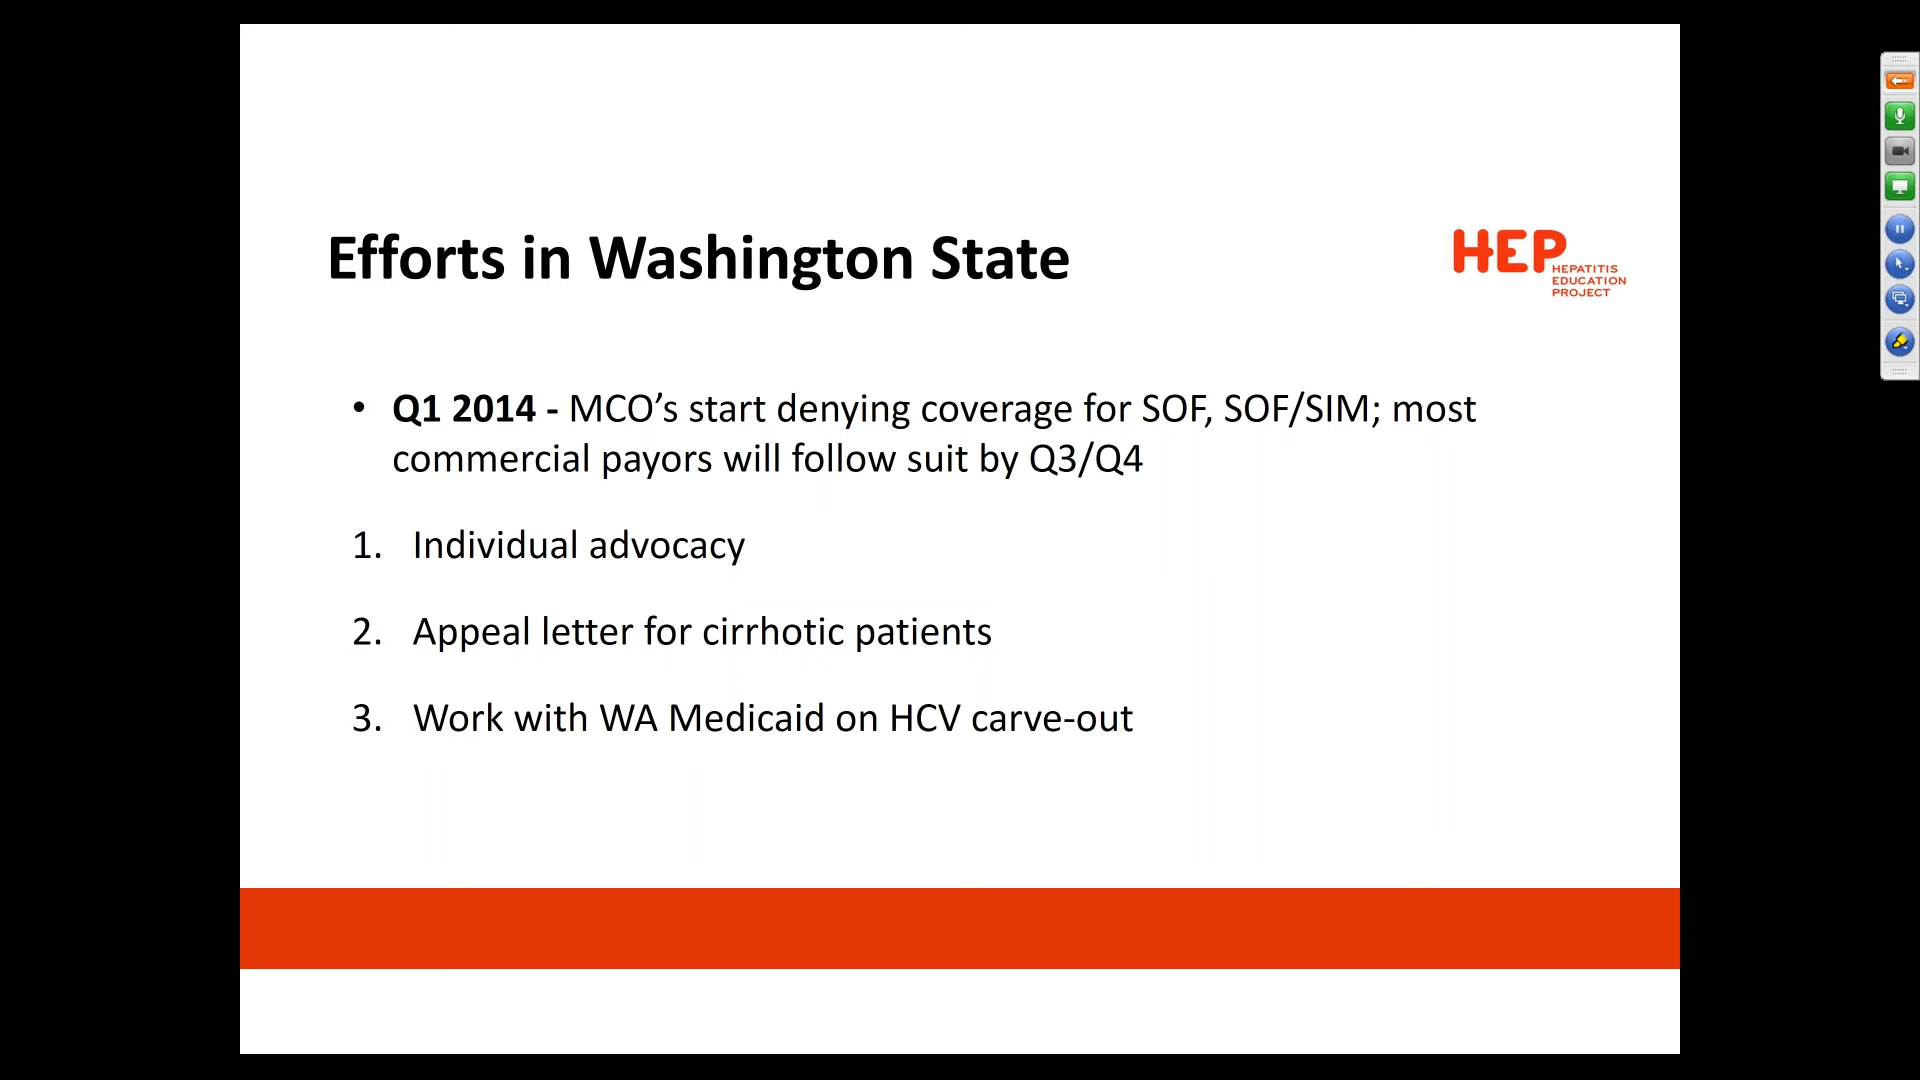 Efforts in Washington State
HEP
HEPATITIS
EDUCATION
PROJECT
• Q1 2014 - MCO’s start denying coverage for SOF, SOF/SIM; most
commercial payors will follow suit by Q3/Q4
1. Individual advocacy
2. Appeal letter for cirrhotic patients
3. Work with WA Medicaid on HCV carve-out